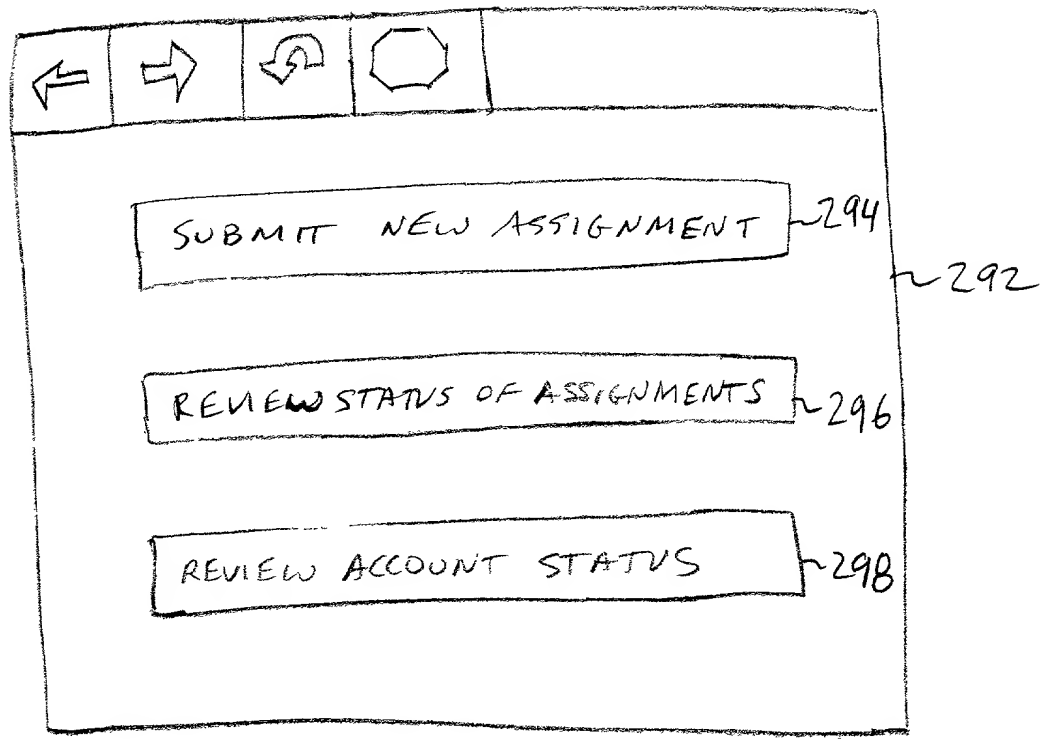 SUBMIT NEW ASSIGNMENT
294
292
REVIEW STATUS OF ASSIGNMENTS
296
REVIEW ACCOUNT STATUS
298